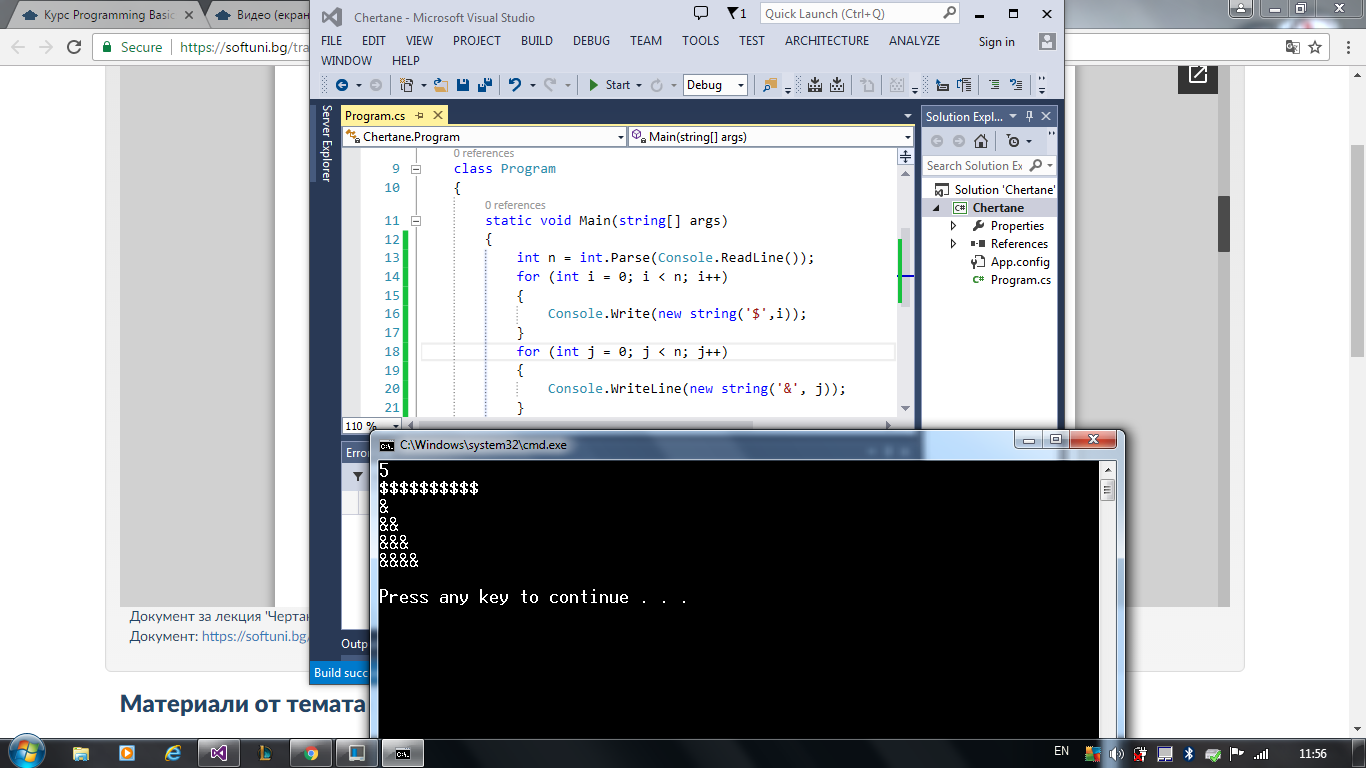 Курс Programming Basic
Видео (екран
Chertane - Microsoft Visual Studio
1
Quick Launch (Ctrl+Q)
Secure
https://softuni.bg/tra
FILE EDIT VIEW PROJECT BUILD DEBUG TEAM TOOLS TEST ARCHITECTURE ANALYZE
Sign in
WINDOW HELP
Start
Debug
Server Explorer
Program.cs
Chertane.Program
Main(string[] args)
0 references
9 class Program
10 {
0 references
11 static void Main(string[] args)
12 {
13 int n = int.Parse(Console.ReadLine());
14 for (int i = 0; i < n; i++)
15 {
16 Console.Write(new string('$',i));
17 }
18 for (int j = 0; j < n; j++)
19 {
20 Console.WriteLine(new string('&', j));
21 }
110 %
Solution Expl...
Search Solution Ex
Solution 'Chertane'
C# Chertane
Properties
References
App.config
C# Program.cs
Erro
Outp
Build succ
C:\Windows\system32\cmd.exe
5
$$$$$$$$$$
&
&&
&&&
&&&&
Press any key to continue . . .
Документ за лекция 'Чертан
Документ: https://softuni.bg/
Материали от темата
EN
11:56